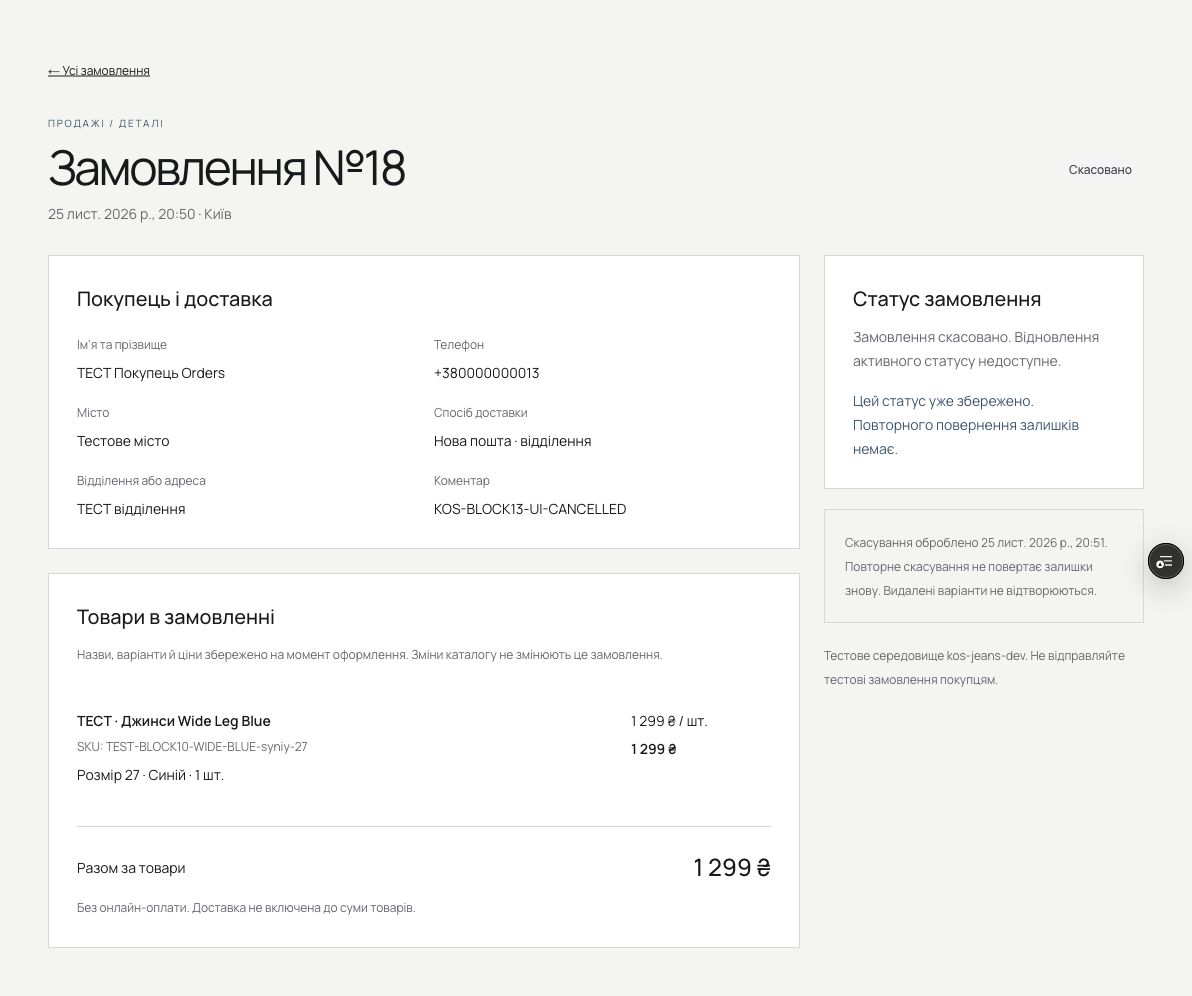 ← Усі замовлення
ПРОДАЖІ / ДЕТАЛІ
Замовлення №18
Скасовано
25 лист. 2026 р., 20:50 · Київ
Покупець і доставка
Ім'я та прізвище
ТЕСТ Покупець Orders
Телефон
+380000000013
Місто
Тестове місто
Спосіб доставки
Нова пошта · відділення
Відділення або адреса
ТЕСТ відділення
Коментар
KOS-BLOCK13-UI-CANCELLED
Товари в замовленні
Назви, варіанти й ціни збережено на момент оформлення. Зміни каталогу не змінюють це замовлення.
ТЕСТ · Джинси Wide Leg Blue
SKU: TEST-BLOCK10-WIDE-BLUE-syniy-27
Розмір 27 · Синій · 1 шт.
1 299 ₴ / шт.
1 299 ₴
Разом за товари
1 299 ₴
Без онлайн-оплати. Доставка не включена до суми товарів.
Статус замовлення
Замовлення скасовано. Відновлення
активного статусу недоступне.
Цей статус уже збережено.
Повторного повернення залишків
немає.
Скасування оброблено 25 лист. 2026 р., 20:51.
Повторне скасування не повертає залишки
знову. Видалені варіанти не відтворюються.
Тестове середовище kos-jeans-dev. Не відправляйте
тестові замовлення покупцям.